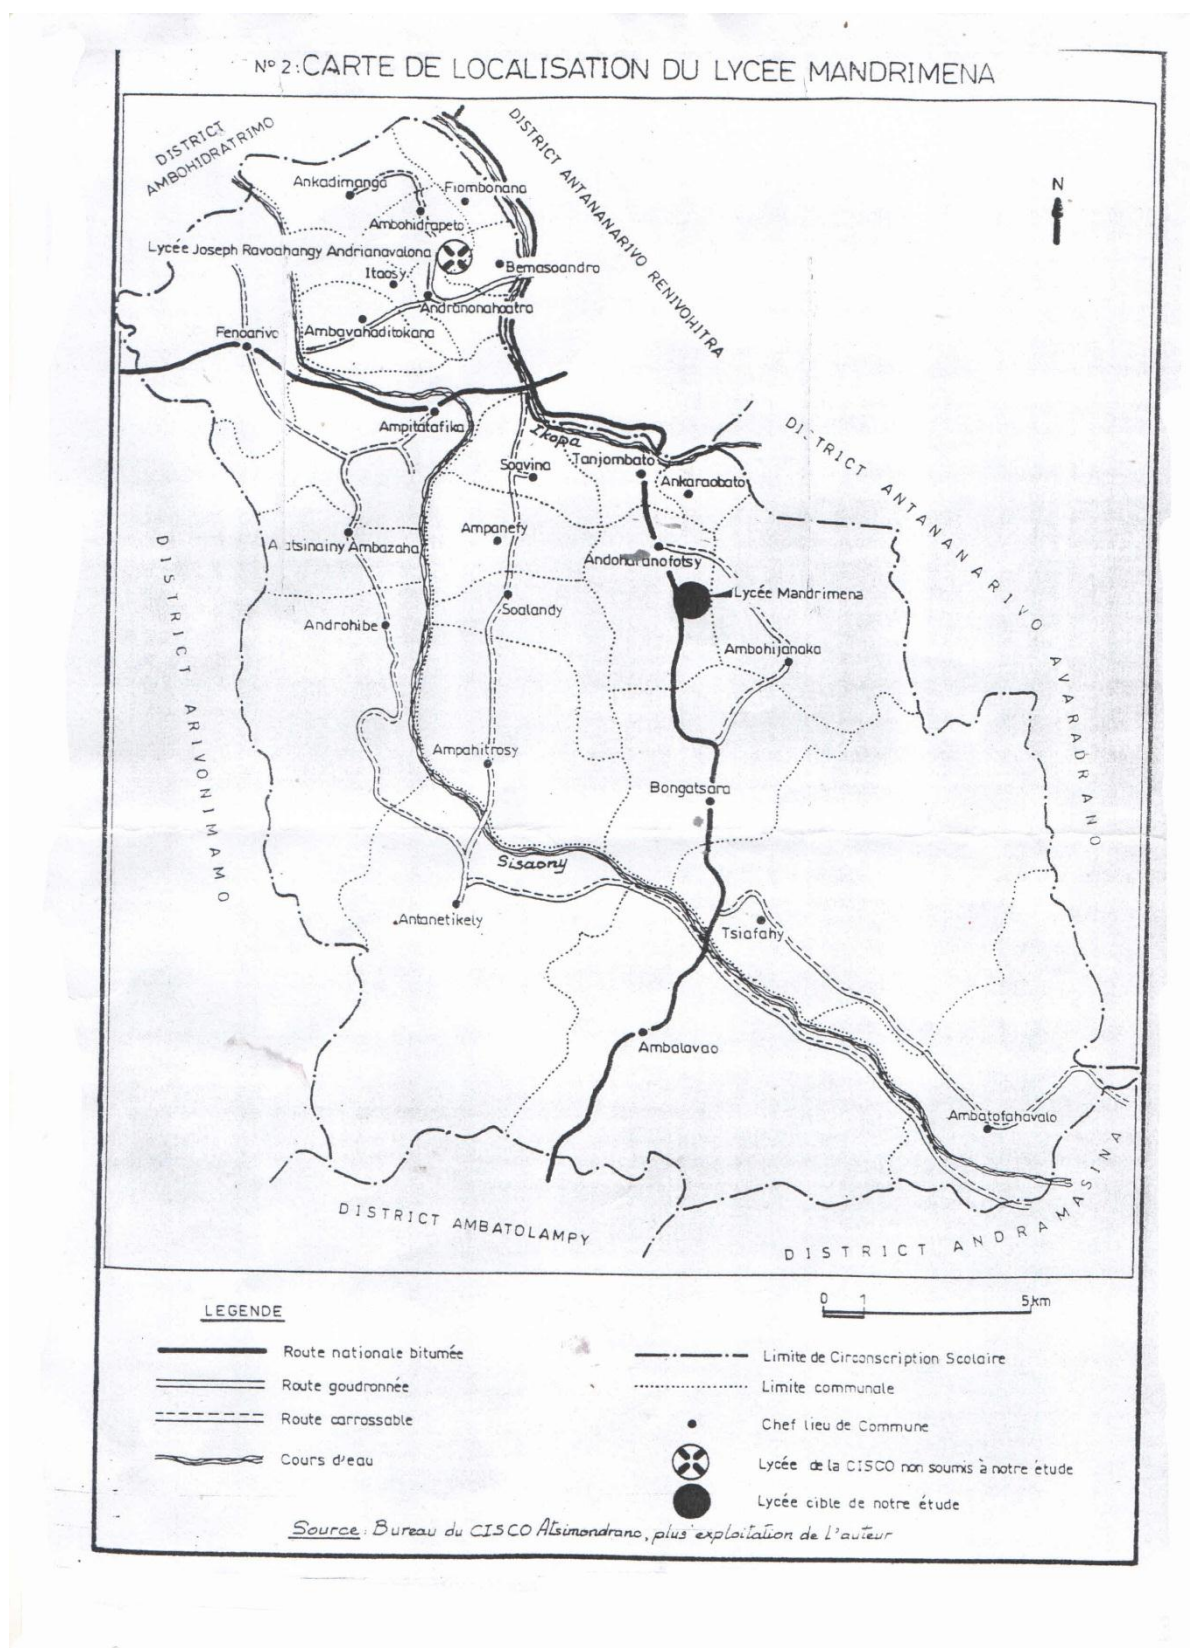 N° 2: CARTE DE LOCALISATION DU LYCEE MANDRIMENA
DISTRICT
AMBOHIDRATRIMO
DISTRICT ANTANANARIVO RENIVOHITRA
N
Ankadimanga
Fiombonana
Ambohidrapeto
Lycée Joseph Ravoahangy Andrianavalona
Bemasoandro
Itaosy
Andranonahoatra
Fenoarivo
Ambavahaditokana
Ampitatafika
Ikopa
DISTRICT ANTANANARIVO AVARADRANO
Soavina
Tanjombato
Ankaraobato
Ampanefy
Alatsinainy Ambazaha
Andoharanofotsy
DISTRICT ARIVONIMAMO
Lycée Mandrimena
Soalandy
Androhibe
Ambohijanaka
Ampahitrosy
Bongatsara
Sisaony
Antanetikely
Tsiafahy
Ambalavao
Ambatofahavalo
DISTRICT AMBATOLAMPY
DISTRICT ANDRAMASINA
0 1 5km
LEGENDE
Route nationale bitumée
Route goudronnée
Route carrossable
Cours d'eau
Limite de Circonscription Scolaire
Limite communale
Chef lieu de Commune
Lycée de la CISCO non soumis à notre étude
Lycée cible de notre étude
Source: Bureau du CISCO Atsimondrano, plus exploitation de l'auteur